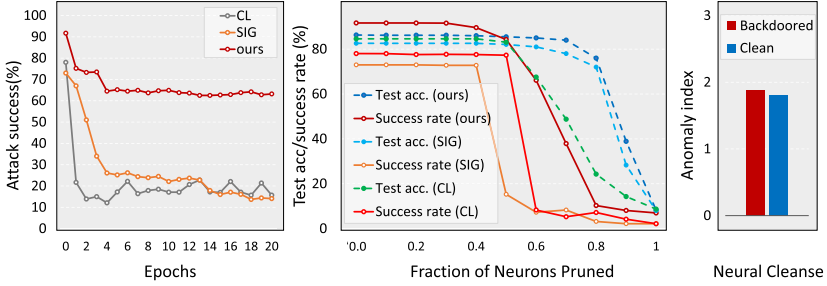 Attack success(%)
100
90
80
70
60
50
40
30
20
10
0
0 2 4 6 8 10 12 14 16 18 20
Epochs
CL
SIG
ours
Test acc/success rate (%)
80
60
40
20
0
'0.0 0.2 0.4 0.6 0.8 1
Fraction of Neurons Pruned
Test acc. (ours)
Success rate (ours)
Test acc. (SIG)
Success rate (SIG)
Test acc. (CL)
Success rate (CL)
Anomaly index
3
2
1
0
Backdoored
Clean
Neural Cleanse